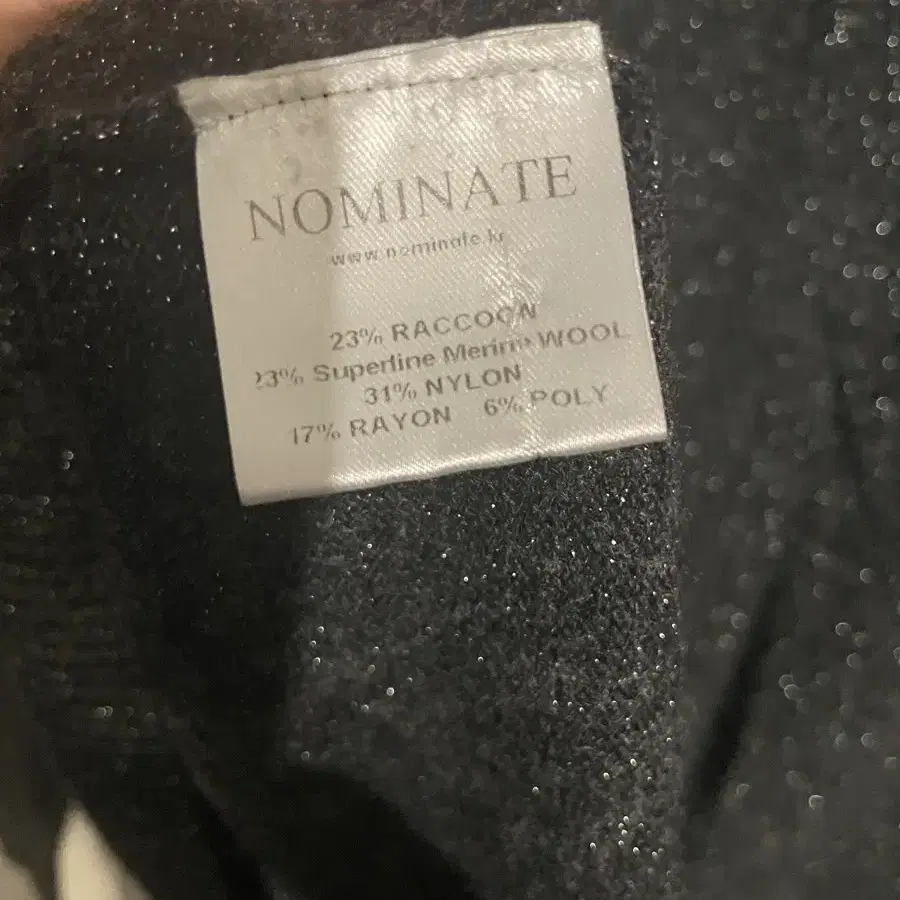 NOMINATE
www.nominate.kr
23% RACCOON
23% Superfine Merino WOOL
31% NYLON
17% RAYON 6% POLY